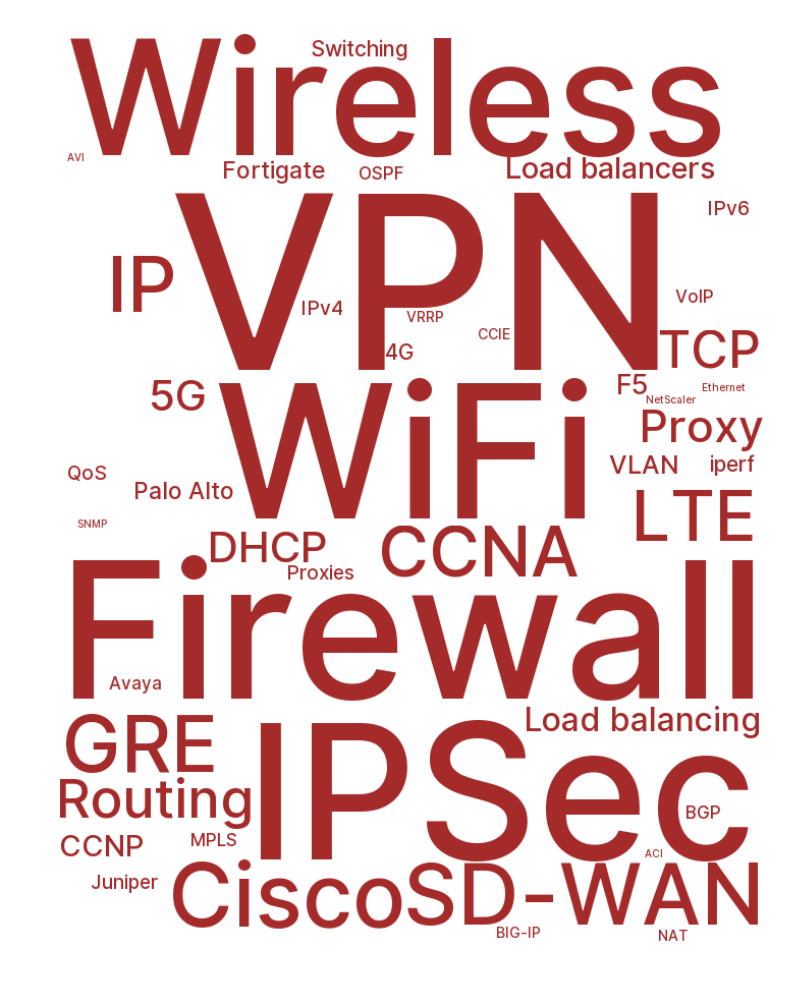 Switching
Wireless
AVI
Fortigate
OSPF
Load balancers
VPN
IPv6
IP
IPv4
VRRP
VoIP
CCIE
4G
TCP
5G
WiFi
F5
Ethernet
NetScaler
Proxy
QoS
Palo Alto
VLAN
iperf
SNMP
LTE
DHCP
CCNA
Proxies
Firewall
Avaya
GRE
IPSec
Load balancing
Routing
BGP
CCNP
MPLS
ACI
Juniper
Cisco
SD-WAN
BIG-IP
NAT